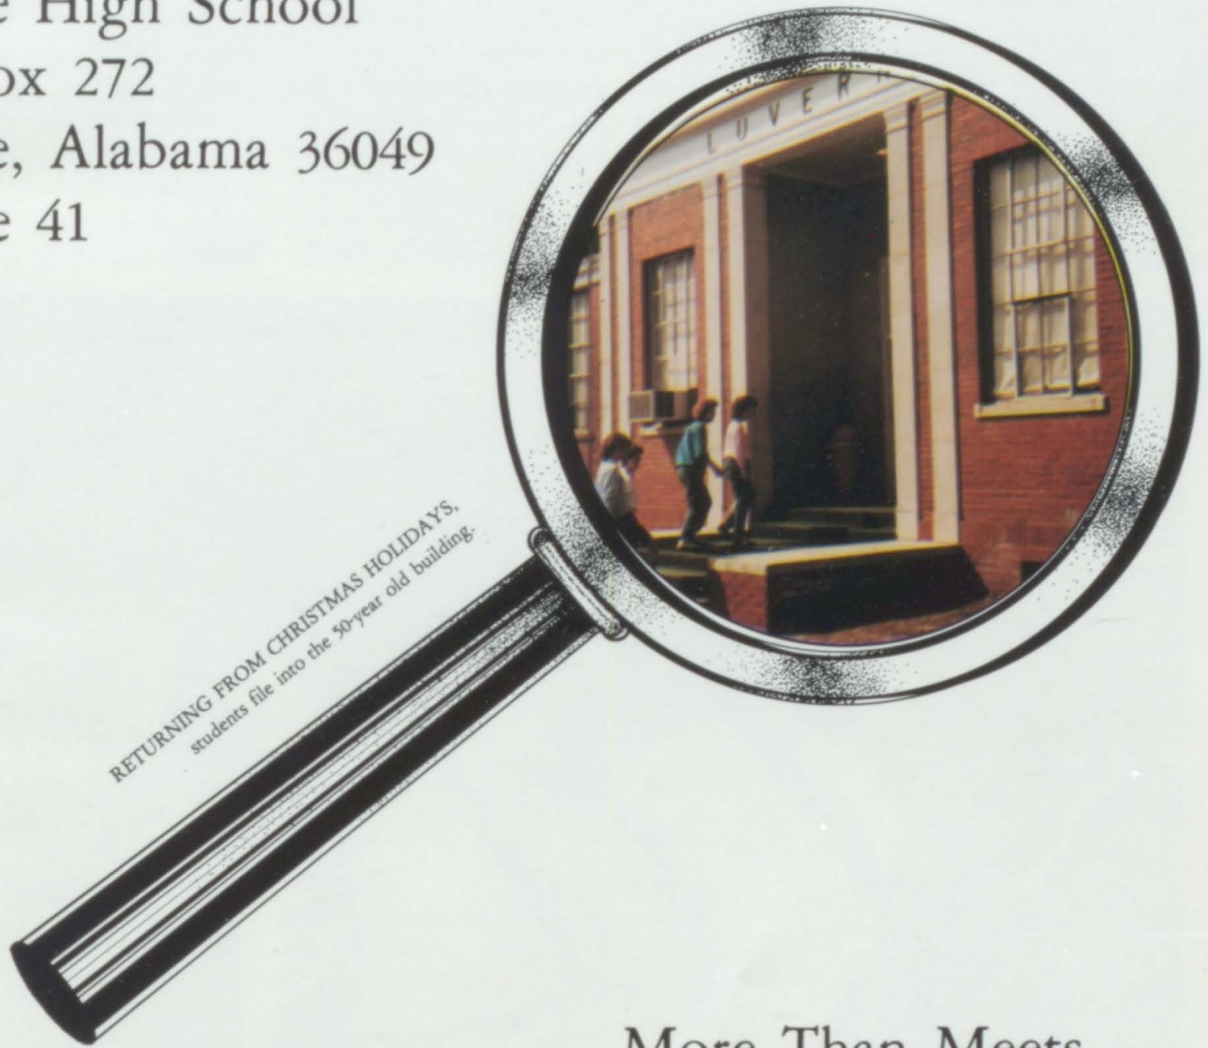 e High School
ox 272
e, Alabama 36049
e 41
LUVER
RETURNING FROM CHRISTMAS HOLIDAYS,
students file into the 50-year old building.
More Than Meets